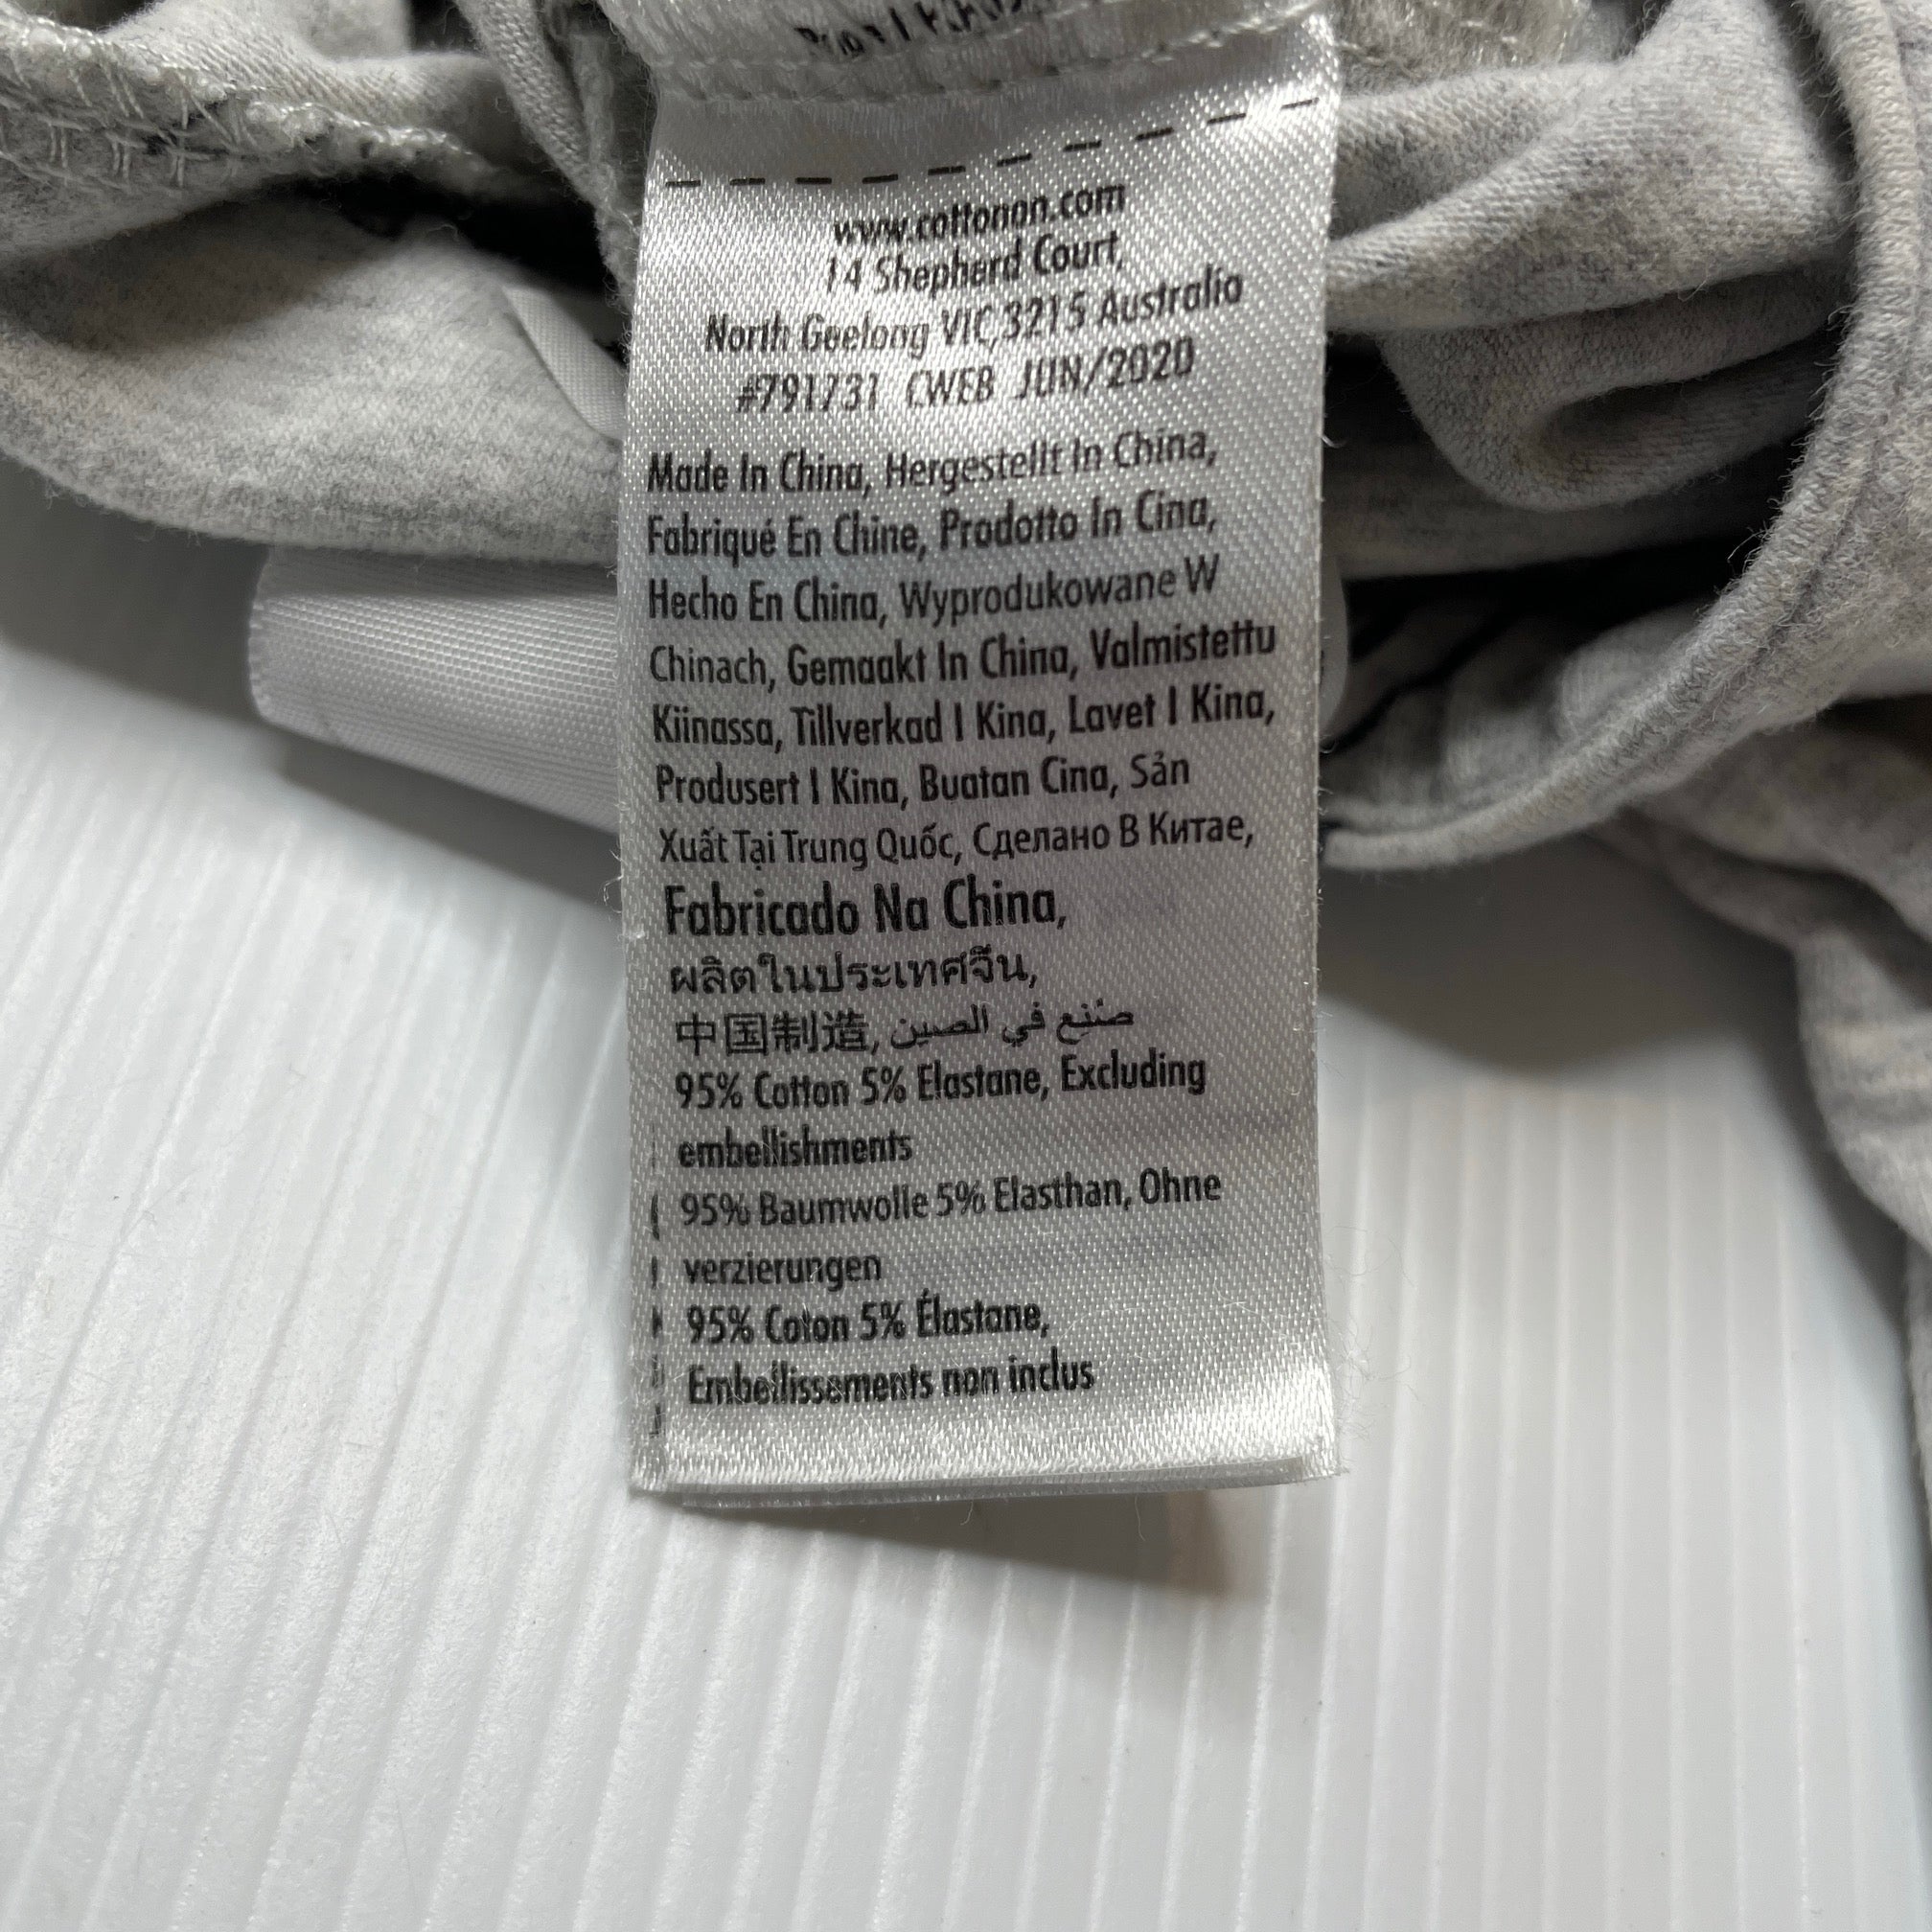 www.cottonon.com
14 Shepherd Court,
North Geelong VIC,3215 Australia
#791731 CWEB JUN/2020
Made In China, Hergestellt In China,
Fabriqué En Chine, Prodotto In Cina,
Hecho En China, Wyprodukowane W
Chinach, Gemaakt In China, Valmistettu
Kiinassa, Tillverkad I Kina, Lavet I Kina,
Produsert I Kina, Buatan Cina, Sản
Xuất Tại Trung Quốc, Сделано В Китае,
Fabricado Na China,
ผลิตในประเทศจีน,
中国制造, صُنْنِع في الصين
95% Cotton 5% Elastane, Excluding
embellishments
95% Baumwolle 5% Elasthan, Ohne
verzierungen
95% Coton 5% Élastane,
Embellissements non inclus